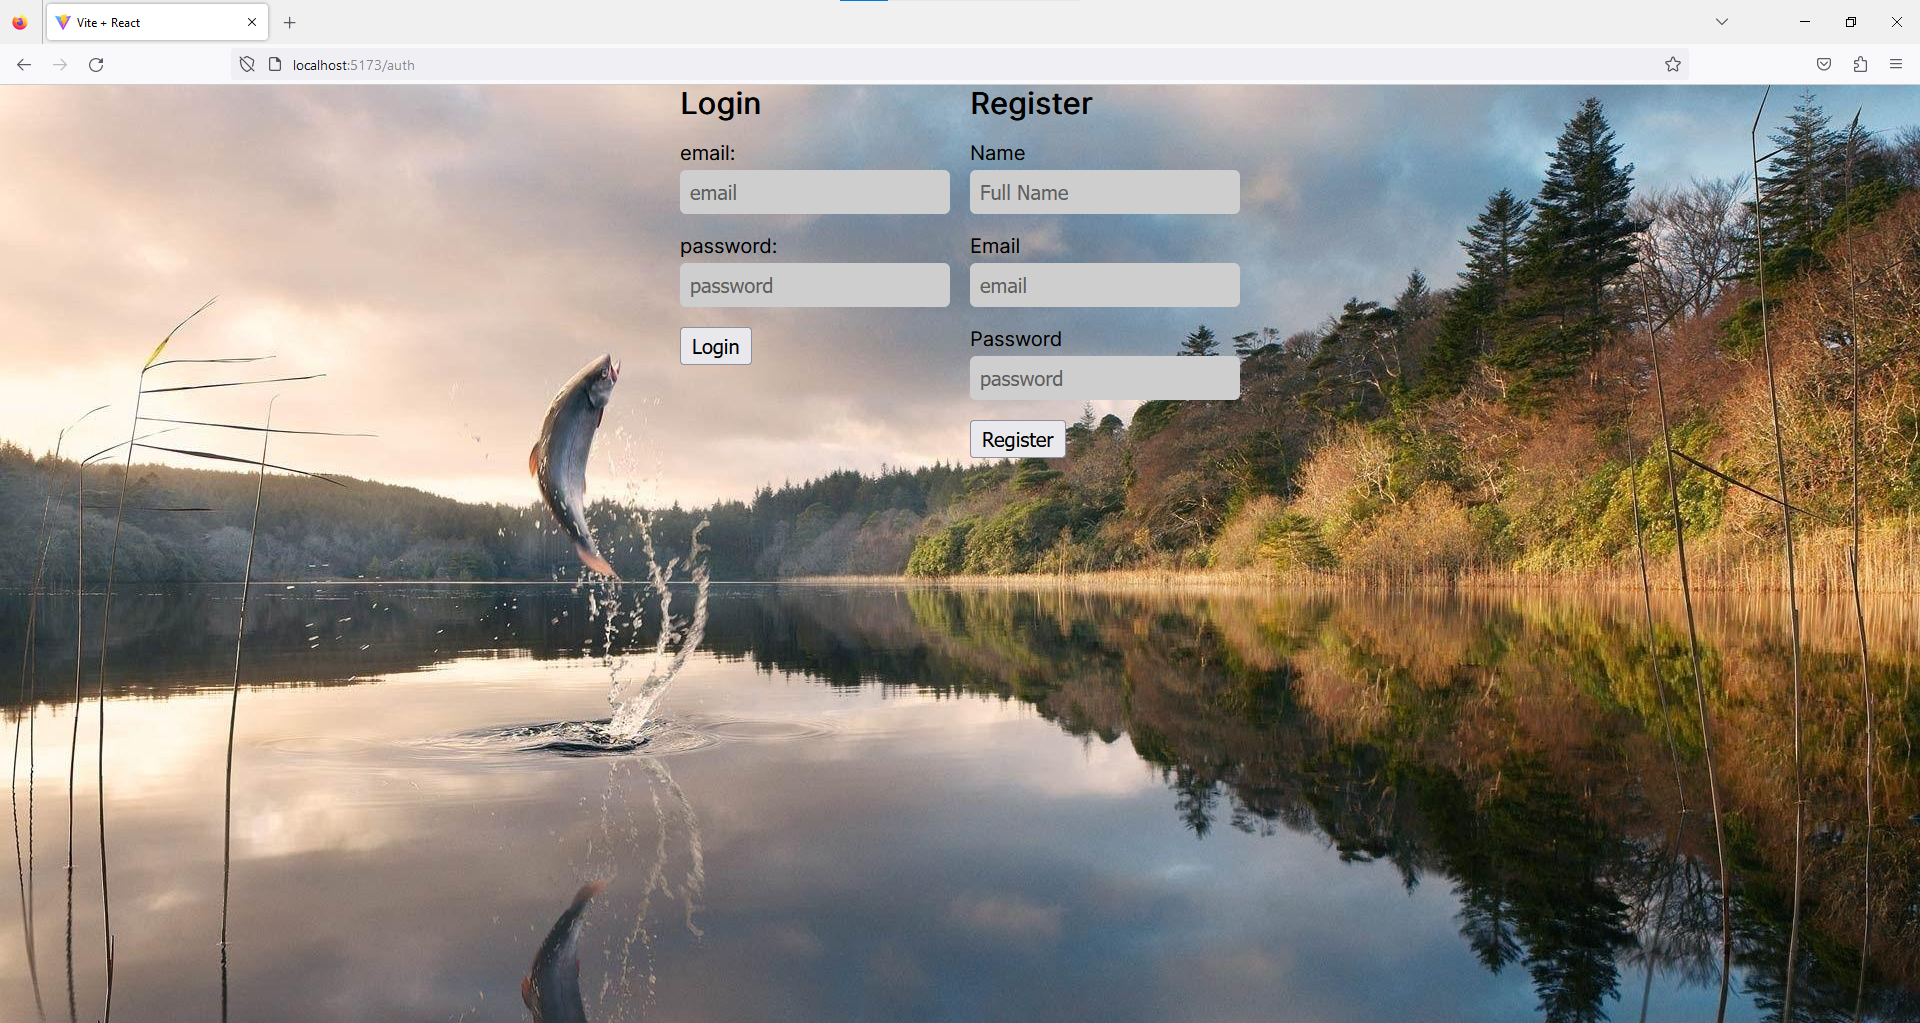 Vite + React
localhost:5173/auth
Login
email:
email
password:
password
Login
Register
Name
Full Name
Email
email
Password
password
Register